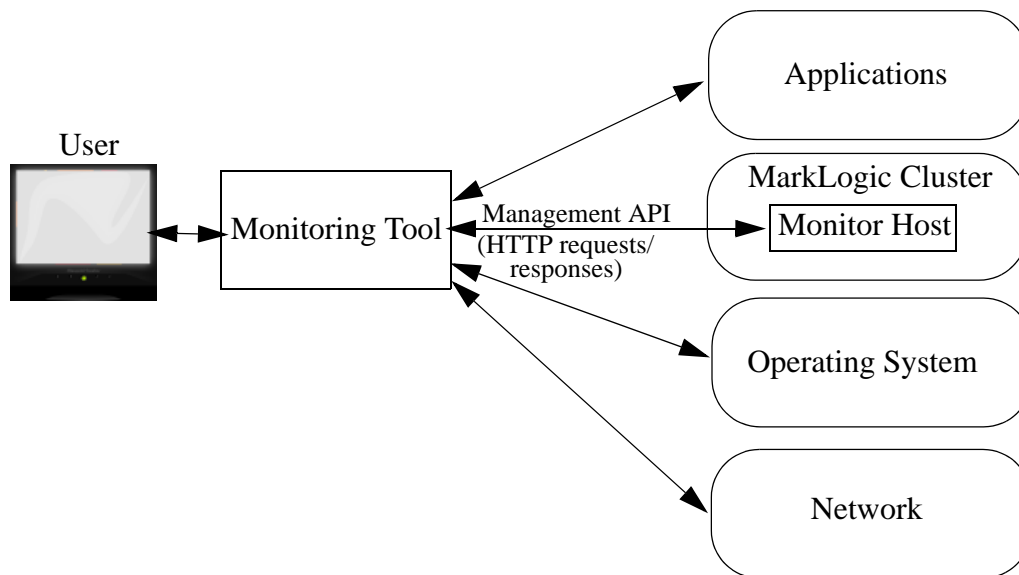 User
Monitoring Tool
Management API
(HTTP requests/
responses)
Applications
MarkLogic Cluster
Monitor Host
Operating System
Network